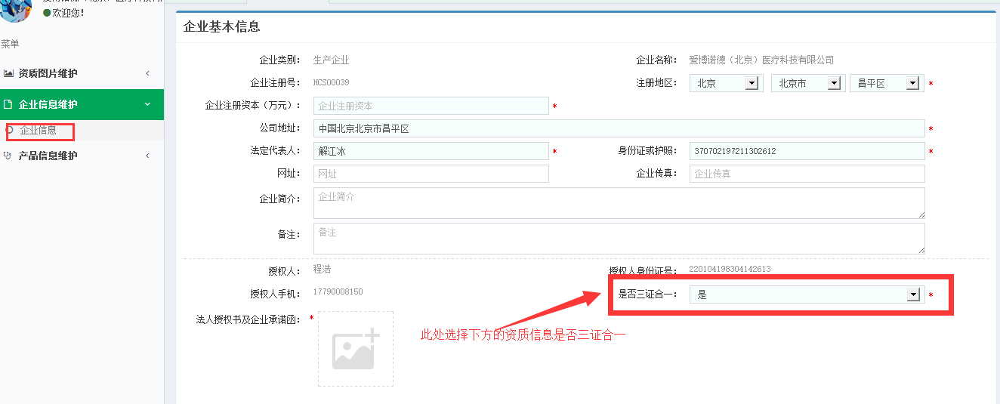 欢迎您!
菜单
资质图片维护
企业信息维护
企业信息
产品信息维护
企业基本信息
企业类别: 生产企业 企业名称: 爱博诺德（北京）医疗科技有限公司
企业注册号: HCS00039 注册地区: 北京 北京市 昌平区 *
企业注册资本（万元）: 企业注册资本 *
公司地址: 中国北京北京市昌平区 *
法定代表人: 解江冰 * 身份证或护照: 370702197211302612 *
网址: 网址 企业传真: 企业传真
企业简介: 企业简介
备注: 备注
授权人: 程浩 授权人身份证号: 220104198304142613
授权人手机: 17790008150 是否三证合一: 是 *
法人授权书及企业承诺函: *
此处选择下方的资质信息是否三证合一